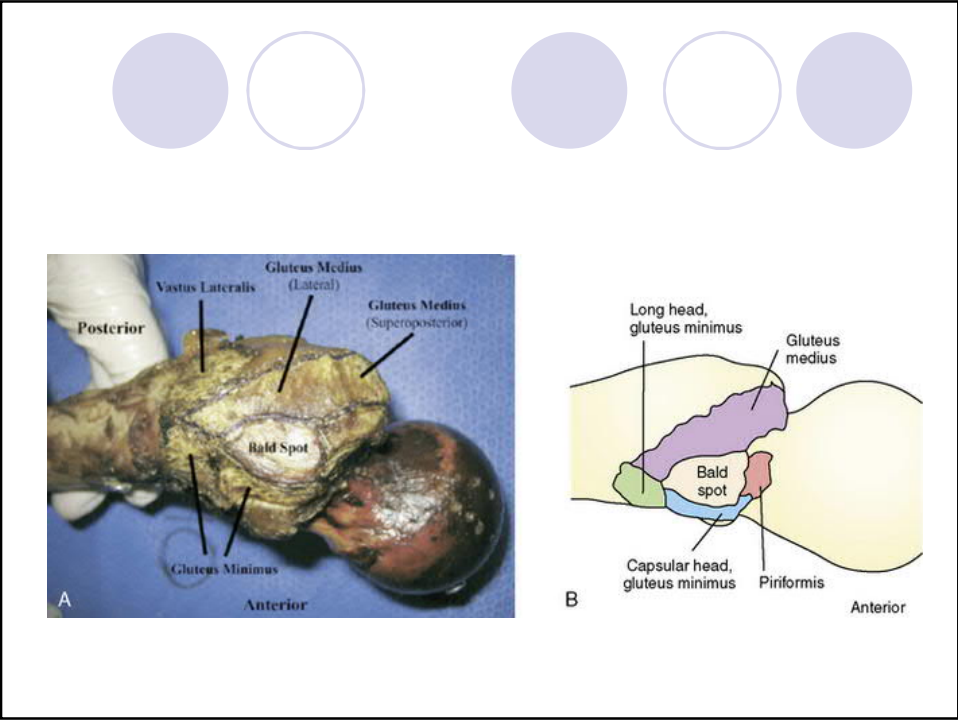 Gluteus Medius
(Lateral)
Vastus Lateralis
Gluteus Medius
(Superoposterior)
Posterior
Bald Spot
Gluteus Minimus
Anterior
A
Long head,
gluteus minimus
Gluteus
medius
Bald
spot
Capsular head,
gluteus minimus
Piriformis
B
Anterior